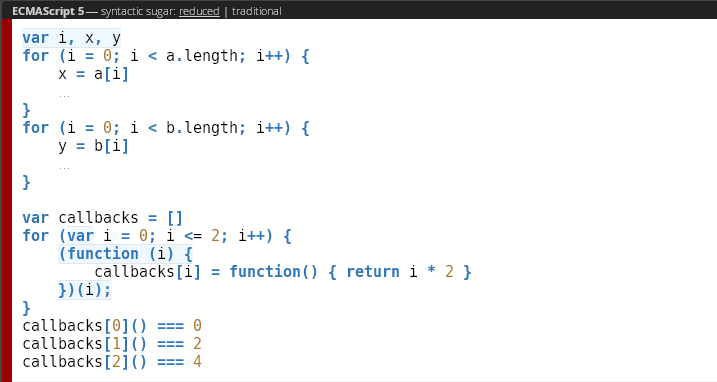 ECMAScript 5 — syntactic sugar: reduced | traditional
var i, x, y
for (i = 0; i < a.length; i++) {
    x = a[i]
    …
}
for (i = 0; i < b.length; i++) {
    y = b[i]
    …
}

var callbacks = []
for (var i = 0; i <= 2; i++) {
    (function (i) {
        callbacks[i] = function() { return i * 2 }
    })(i);
}
callbacks[0]() === 0
callbacks[1]() === 2
callbacks[2]() === 4